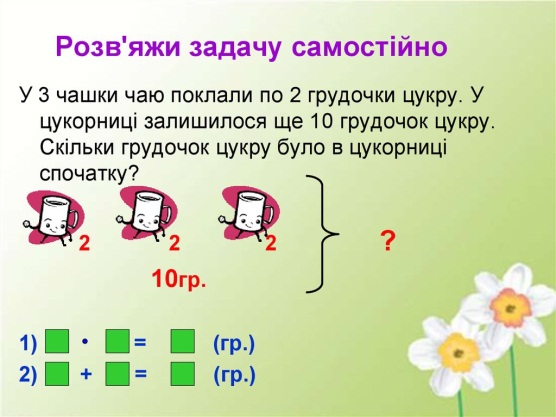 Розв'яжи задачу самостійно
У 3 чашки чаю поклали по 2 грудочки цукру. У
цукорниці залишилося ще 10 грудочок цукру.
Скільки грудочок цукру було в цукорниці
спочатку?
2 2 2 ?
10гр.
1) • = (гр.)
2) + = (гр.)